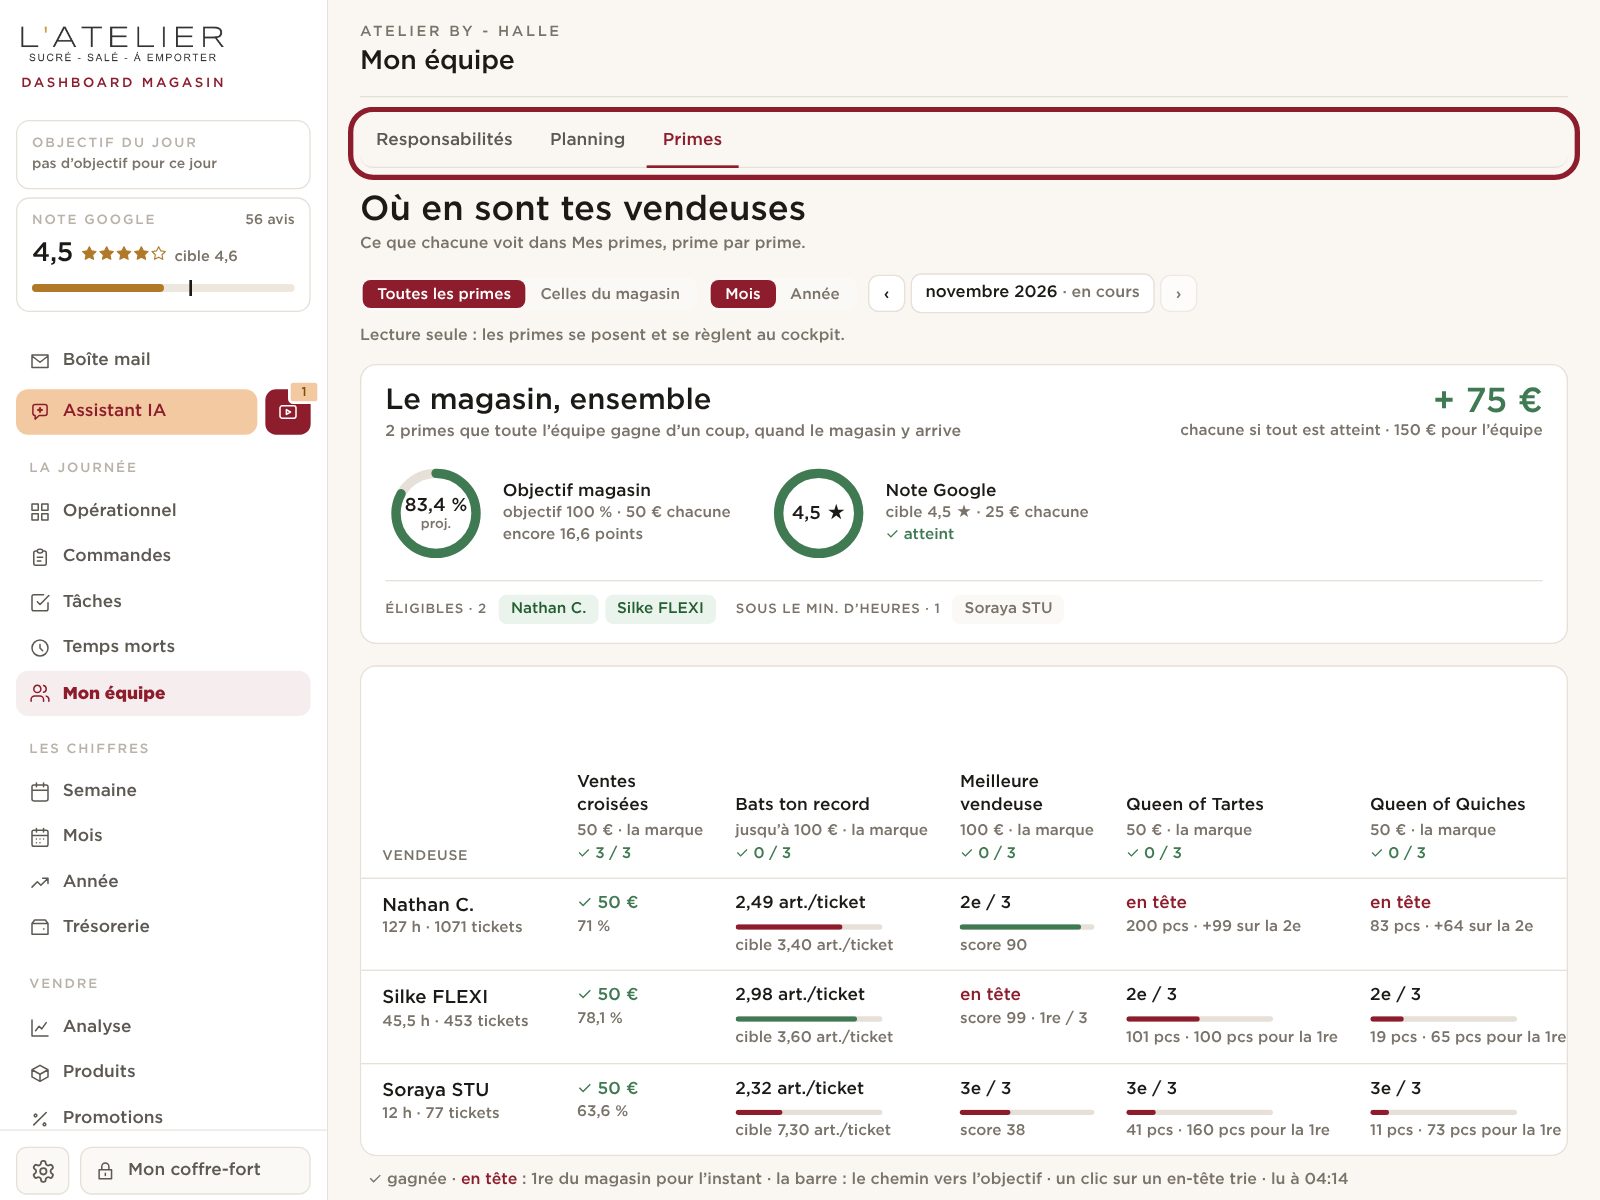 L'ATELIER
SUCRÉ - SALÉ - À EMPORTER
DASHBOARD MAGASIN
OBJECTIF DU JOUR
pas d'objectif pour ce jour
NOTE GOOGLE 56 avis
4,5 ★★★★☆ cible 4,6
Boîte mail
Assistant IA 1
LA JOURNÉE
Opérationnel
Commandes
Tâches
Temps morts
Mon équipe
LES CHIFFRES
Semaine
Mois
Année
Trésorerie
VENDRE
Analyse
Produits
Promotions
Mon coffre-fort
ATELIER BY - HALLE
Mon équipe
Responsabilités Planning Primes
Où en sont tes vendeuses
Ce que chacune voit dans Mes primes, prime par prime.
Toutes les primes Celles du magasin Mois Année ‹ novembre 2026 · en cours ›
Lecture seule : les primes se posent et se règlent au cockpit.
Le magasin, ensemble + 75 €
2 primes que toute l'équipe gagne d'un coup, quand le magasin y arrive chacune si tout est atteint · 150 € pour l'équipe
83,4 %
proj.
Objectif magasin
objectif 100 % · 50 € chacune
encore 16,6 points
4,5 ★
Note Google
cible 4,5 ★ · 25 € chacune
✓ atteint
ÉLIGIBLES · 2 Nathan C. Silke FLEXI SOUS LE MIN. D'HEURES · 1 Soraya STU
VENDEUSE
Ventes
croisées
50 € · la marque
✓ 3 / 3
Bats ton record
jusqu'à 100 € · la marque
✓ 0 / 3
Meilleure
vendeuse
100 € · la marque
✓ 0 / 3
Queen of Tartes
50 € · la marque
✓ 0 / 3
Queen of Quiches
50 € · la marque
✓ 0 / 3
Nathan C. ✓ 50 € 2,49 art./ticket 2e / 3 en tête en tête
127 h · 1071 tickets 71 % 200 pcs · +99 sur la 2e 83 pcs · +64 sur la 2e
cible 3,40 art./ticket score 90
Silke FLEXI ✓ 50 € 2,98 art./ticket en tête 2e / 3 2e / 3
45,5 h · 453 tickets 78,1 % score 99 · 1re / 3
cible 3,60 art./ticket 101 pcs · 100 pcs pour la 1re 19 pcs · 65 pcs pour la 1re
Soraya STU ✓ 50 € 2,32 art./ticket 3e / 3 3e / 3 3e / 3
12 h · 77 tickets 63,6 %
cible 7,30 art./ticket score 38 41 pcs · 160 pcs pour la 1re 11 pcs · 73 pcs pour la 1re
✓ gagnée · en tête : 1re du magasin pour l'instant · la barre : le chemin vers l'objectif · un clic sur un en-tête trie · lu à 04:14